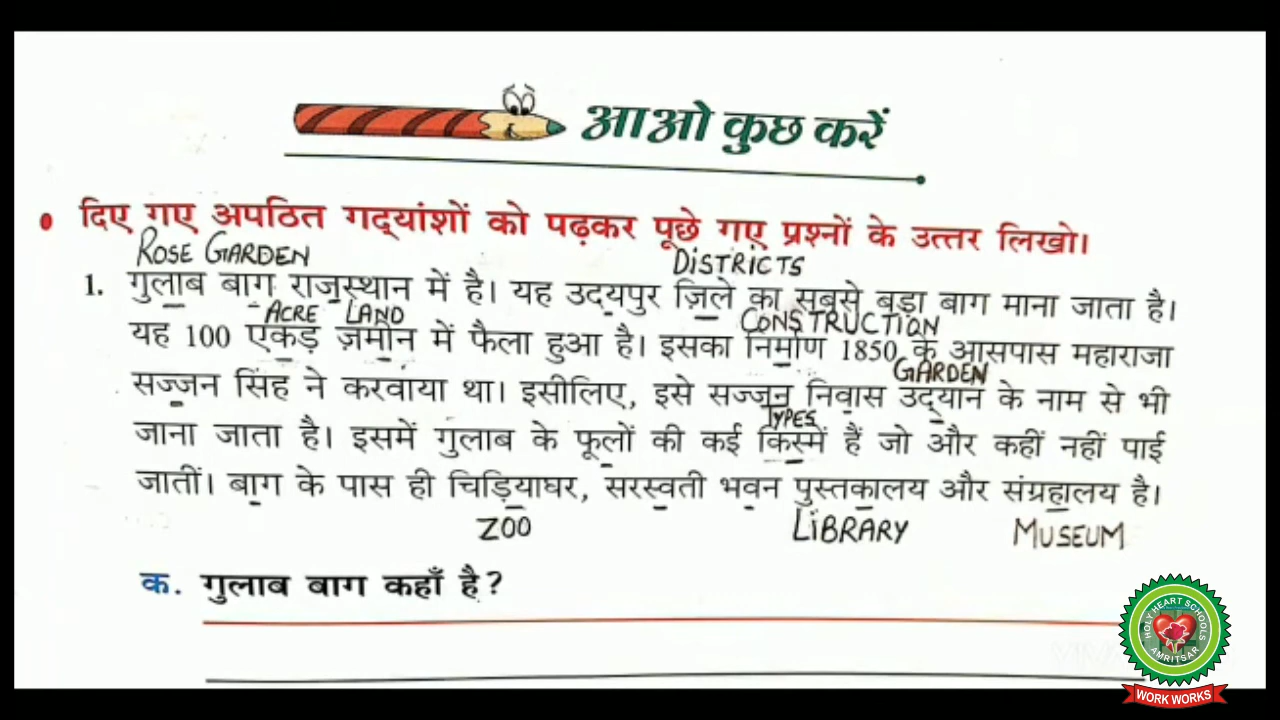 आओ कुछ करें
• दिए गए अपठित गद्‌यांशों को पढ़कर पूछे गए प्रश्नों के उत्तर लिखो।
ROSE GARDEN DISTRICTS
1. गुलाब बाग राजस्थान में है। यह उद्‌यपुर ज़िले का सबसे बड़ा बाग माना जाता है।
ACRE LAND CONSTRUCTION
यह 100 एकड़ ज़मीन में फैला हुआ है। इसका निर्माण 1850 के आसपास महाराजा
GARDEN
सज्जन सिंह ने करवाया था। इसीलिए, इसे सज्जन निवास उद्‌यान के नाम से भी
TYPES
जाना जाता है। इसमें गुलाब के फूलों की कई किस्में हैं जो और कहीं नहीं पाई
जातीं। बाग के पास ही चिड़ियाघर, सरस्वती भवन पुस्तकालय और संग्रहालय है।
ZOO LIBRARY MUSEUM
क. गुलाब बाग कहाँ है?
HOLY HEART SCHOOLS
AMRITSAR
WORK WORKS